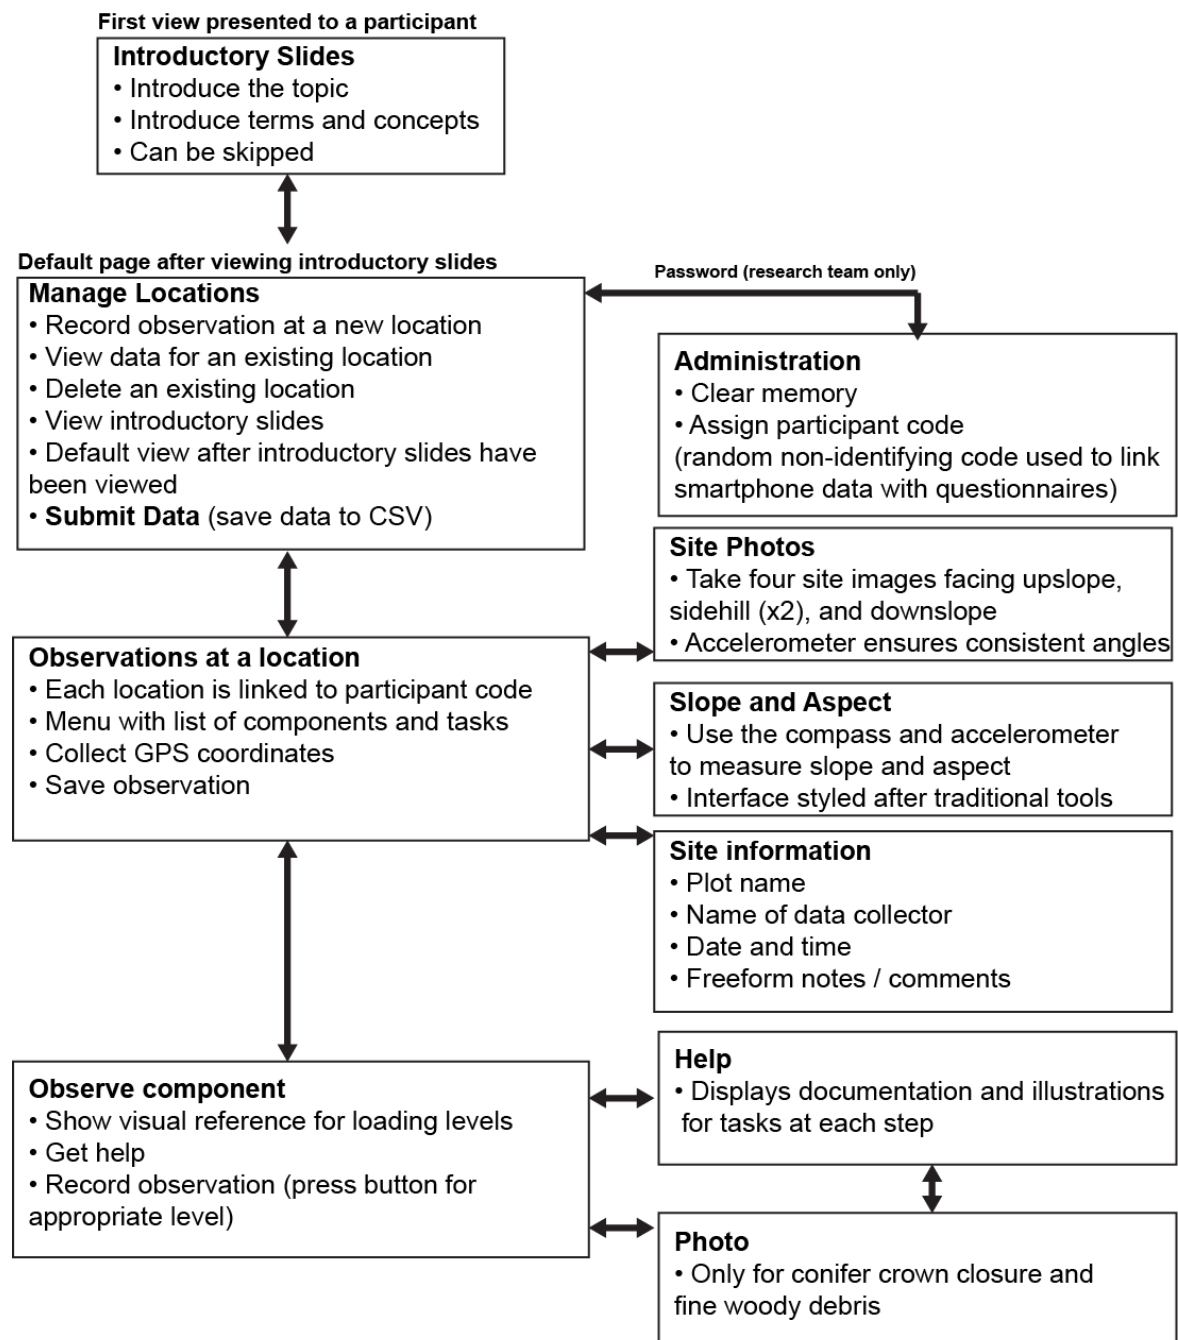 First view presented to a participant
Introductory Slides
• Introduce the topic
• Introduce terms and concepts
• Can be skipped
Default page after viewing introductory slides
Manage Locations
• Record observation at a new location
• View data for an existing location
• Delete an existing location
• View introductory slides
• Default view after introductory slides have
been viewed
• Submit Data (save data to CSV)
Password (research team only)
Administration
• Clear memory
• Assign participant code
(random non-identifying code used to link
smartphone data with questionnaires)
Observations at a location
• Each location is linked to participant code
• Menu with list of components and tasks
• Collect GPS coordinates
• Save observation
Site Photos
• Take four site images facing upslope,
sidehill (x2), and downslope
• Accelerometer ensures consistent angles
Slope and Aspect
• Use the compass and accelerometer
to measure slope and aspect
• Interface styled after traditional tools
Site information
• Plot name
• Name of data collector
• Date and time
• Freeform notes / comments
Observe component
• Show visual reference for loading levels
• Get help
• Record observation (press button for
appropriate level)
Help
• Displays documentation and illustrations
for tasks at each step
Photo
• Only for conifer crown closure and
fine woody debris